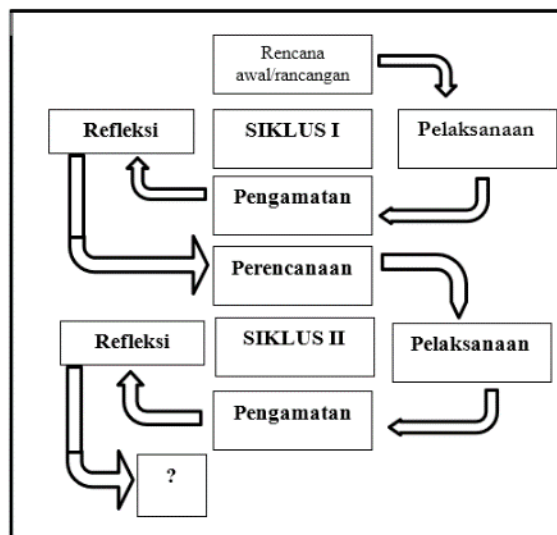 Rencana
awal/rancangan
Refleksi
SIKLUS I
Pelaksanaan
Pengamatan
Perencanaan
Refleksi
SIKLUS II
Pelaksanaan
Pengamatan
?